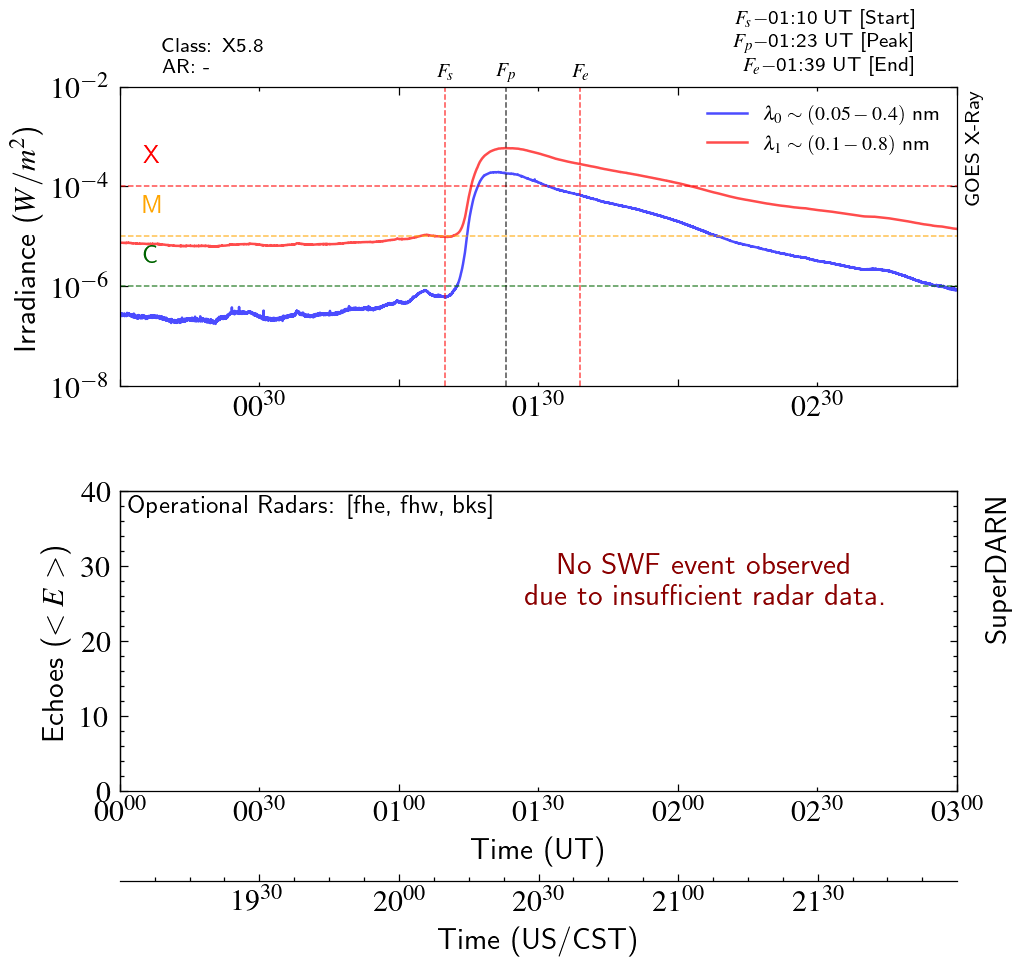 Class: X5.8
AR: -
F_s−01:10 UT [Start]
F_p−01:23 UT [Peak]
F_e−01:39 UT [End]
F_s F_p F_e
10^−2
10^−4
10^−6
10^−8
Irradiance (W/m^2)
X
M
C
λ_0 ∼ (0.05 − 0.4) nm
λ_1 ∼ (0.1 − 0.8) nm
GOES X-Ray
00^30 01^30 02^30
40
30
20
10
0
Echoes (< E >)
Operational Radars: [fhe, fhw, bks]
No SWF event observed
due to insufficient radar data.
SuperDARN
00^00 00^30 01^00 01^30 02^00 02^30 03^00
Time (UT)
19^30 20^00 20^30 21^00 21^30
Time (US/CST)